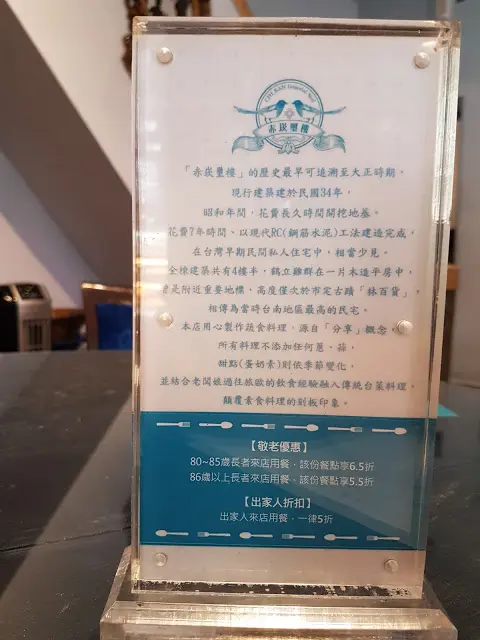 CHI KAN Imperial Seal
赤崁璽樓
「赤崁璽樓」的歷史最早可追溯至大正時期,
現行建築建於民國34年,
昭和年間,花費長久時間開挖地基。
花費7年時間、以現代RC(鋼筋水泥)工法建造完成,
在台灣早期民間私人住宅中,相當少見。
全棟建築共有4樓半,鶴立雞群在一片木造平房中,
曾是附近重要地標,高度僅次於市定古蹟「林百貨」。
相傳為當時台南地區最高的民宅。
本店用心製作蔬食料理。源自「分享」概念,
所有料理不添加任何蔥、蒜,
甜點(蛋奶素)則依季節變化,
並結合老闆娘過往旅歐的飲食經驗融入傳統台菜料理,
顛覆素食料理的刻板印象。
【敬老優惠】
80~85歲長者來店用餐,該份餐點享6.5折
86歲以上長者來店用餐,該份餐點享5.5折
【出家人折扣】
出家人來店用餐,一律5折